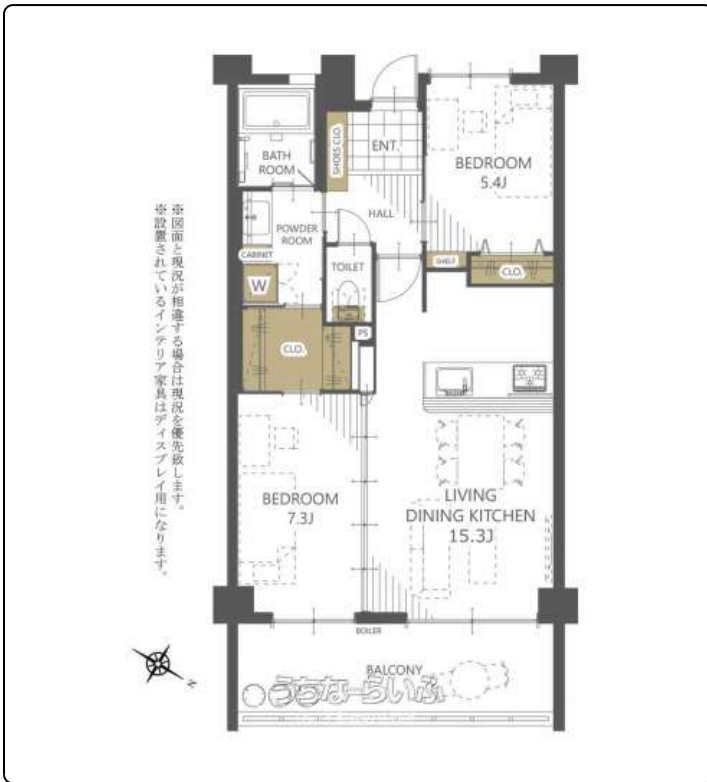 BATH
ROOM
SHOES CLO.
ENT.
BEDROOM
5.4J
POWDER
ROOM
HALL
CABINET
TOILET
SHELF
CLO.
W
CLO.
PS
BEDROOM
7.3J
LIVING
DINING KITCHEN
15.3J
BOILER
BALCONY
うちなーらいふ
N
※図面と現況が相違する場合は現況を優先致します。
※設置されているインテリア家具はディスプレイ用になります。